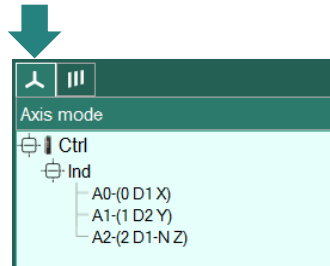 Axis mode
Ctrl
Ind
A0-(0 D1 X)
A1-(1 D2 Y)
A2-(2 D1-N Z)